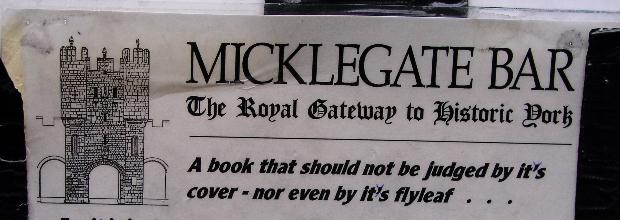 MICKLEGATE BAR
The Royal Gateway to Historic York
A book that should not be judged by it's
cover - nor even by it's flyleaf . . .